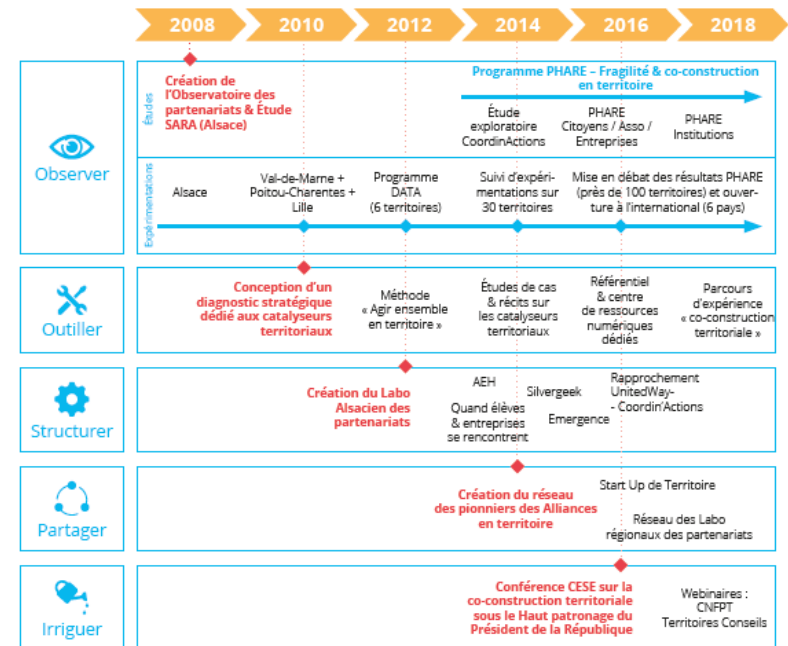 2008
2010
2012
2014
2016
2018
Observer
Études
Création de
l'Observatoire des
partenariats & Étude
SARA (Alsace)
Programme PHARE – Fragilité & co-construction
en territoire
Étude
exploratoire
CoordinActions
PHARE
Citoyens / Asso /
Entreprises
PHARE
Institutions
Expérimentations
Alsace
Val-de-Marne +
Poitou-Charentes +
Lille
Programme
DATA
(6 territoires)
Suivi d'expéri-
mentations sur
30 territoires
Mise en débat des résultats PHARE
(près de 100 territoires) et ouver-
ture à l'international (6 pays)
Outiller
Conception d'un
diagnostic stratégique
dédié aux catalyseurs
territoriaux
Méthode
« Agir ensemble
en territoire »
Études de cas
& récits sur
les catalyseurs
territoriaux
Référentiel
& centre
de ressources
numériques
dédiés
Parcours
d'expérience
« co-construction
territoriale »
Structurer
Création du Labo
Alsacien des
partenariats
AEH
Quand élèves
& entreprises
se rencontrent
Silvergeek
Emergence
Rapprochement
UnitedWay-
- Coordin'Actions
Partager
Création du réseau
des pionniers des Alliances
en territoire
Start Up de Territoire
Réseau des Labo
régionaux des partenariats
Irriguer
Conférence CESE sur la
co-construction territoriale
sous le Haut patronage du
Président de la République
Webinaires :
CNFPT
Territoires Conseils